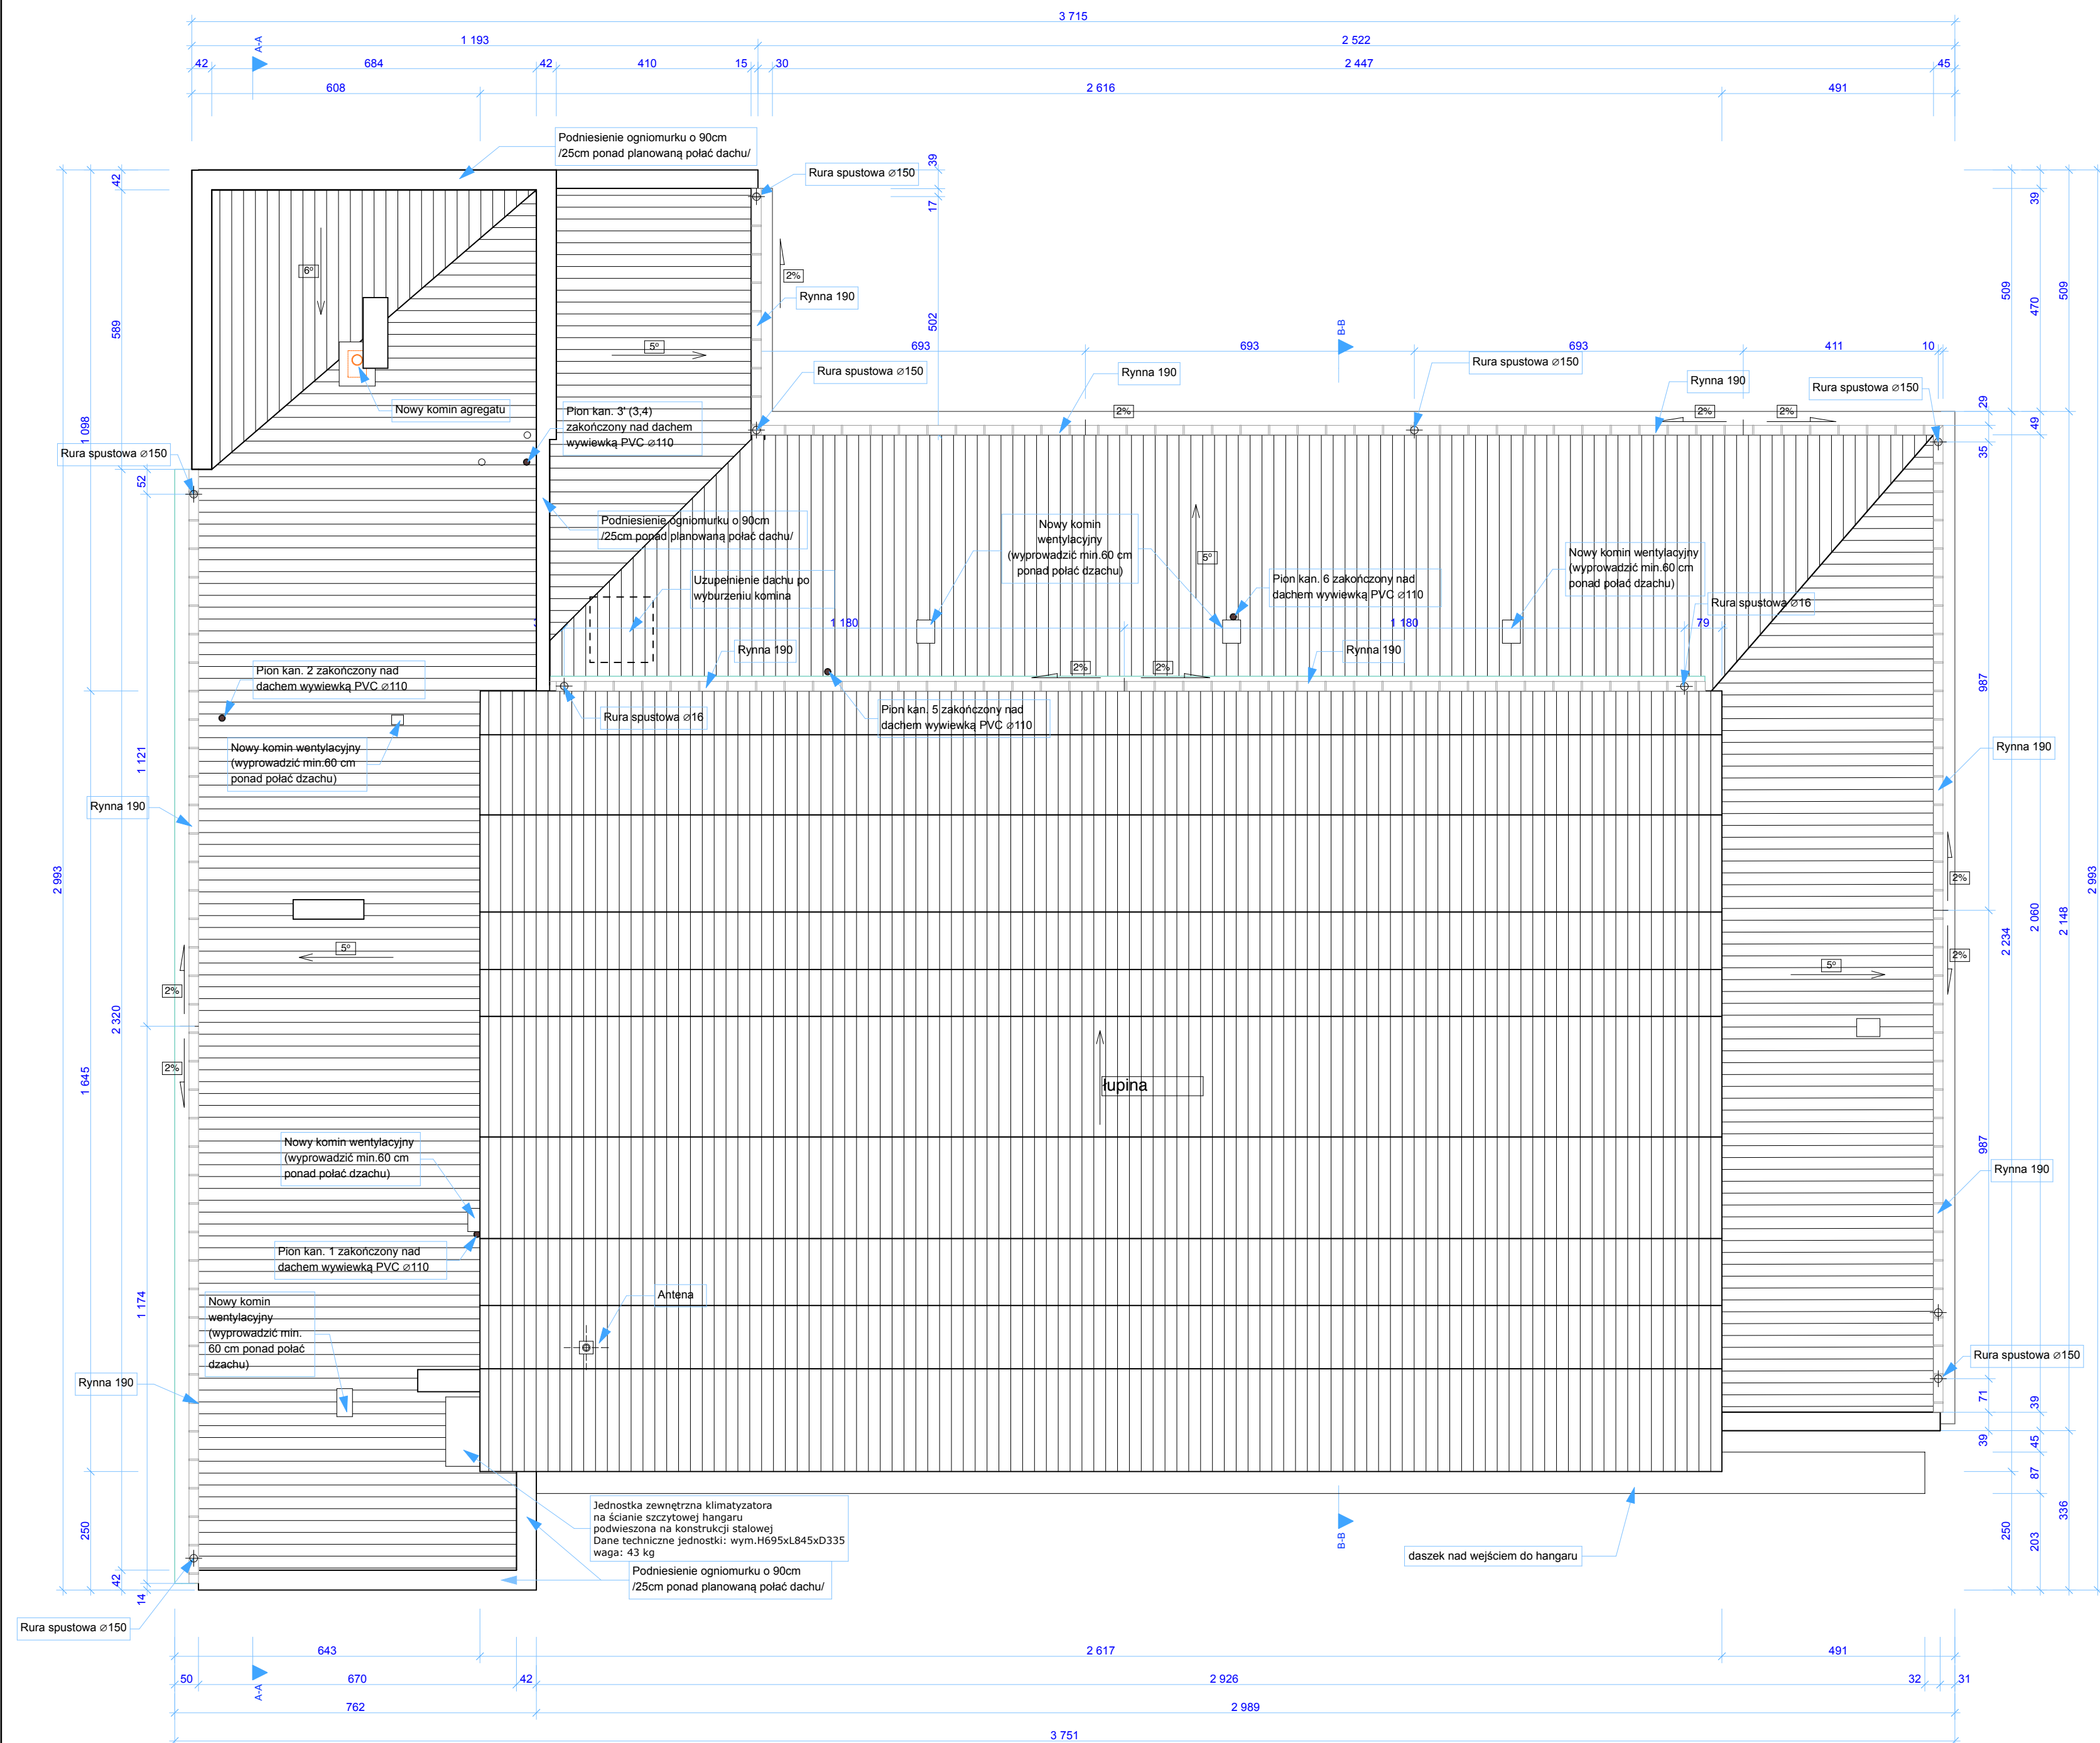 3 715
1 193
2 522
A-A
42
684
42
410
15
30
2 447
45
608
2 616
491
Podniesienie ogniomurku o 90cm
/25cm ponad planowaną połać dachu/
Rura spustowa ⌀150
39
17
502
42
589
1 098
2 993
52
1 121
2 320
1 645
1 174
250
42
14
6º
5º
2%
Rynna 190
693
693
693
411
10
B-B
Rura spustowa ⌀150
Rynna 190
Rura spustowa ⌀150
Rynna 190
Rura spustowa ⌀150
2%
2%
2%
39
509
470
509
29
49
35
Nowy komin agregatu
Pion kan. 3' (3,4)
zakończony nad dachem
wywiewką PVC ⌀110
Rura spustowa ⌀150
Podniesienie ogniomurku o 90cm
/25cm ponad planowaną połać dachu/
Nowy komin
wentylacyjny
(wyprowadzić min.60 cm
ponad połać dzachu)
5º
Nowy komin wentylacyjny
(wyprowadzić min.60 cm
ponad połać dzachu)
Uzupełnienie dachu po
wyburzeniu komina
Pion kan. 6 zakończony nad
dachem wywiewką PVC ⌀110
Rura spustowa ⌀16
1 180
1 180
79
Rynna 190
Rynna 190
2%
2%
Pion kan. 2 zakończony nad
dachem wywiewką PVC ⌀110
Rura spustowa ⌀16
Pion kan. 5 zakończony nad
dachem wywiewką PVC ⌀110
Nowy komin wentylacyjny
(wyprowadzić min.60 cm
ponad połać dzachu)
Rynna 190
Rynna 190
987
2%
2%
2 234
2 060
2 148
2 993
5º
2%
2%
5º
łupina
Nowy komin wentylacyjny
(wyprowadzić min.60 cm
ponad połać dzachu)
987
Rynna 190
Pion kan. 1 zakończony nad
dachem wywiewką PVC ⌀110
Antena
Nowy komin
wentylacyjny
(wyprowadzić min.
60 cm ponad połać
dzachu)
Rynna 190
Rura spustowa ⌀150
71
39
39
45
87
336
250
203
Jednostka zewnętrzna klimatyzatora
na ścianie szczytowej hangaru
podwieszona na konstrukcji stalowej
Dane techniczne jednostki: wym.H695xL845xD335
waga: 43 kg
B-B
daszek nad wejściem do hangaru
Podniesienie ogniomurku o 90cm
/25cm ponad planowaną połać dachu/
Rura spustowa ⌀150
643
2 617
491
50
A-A
670
42
2 926
32
31
762
2 989
3 751